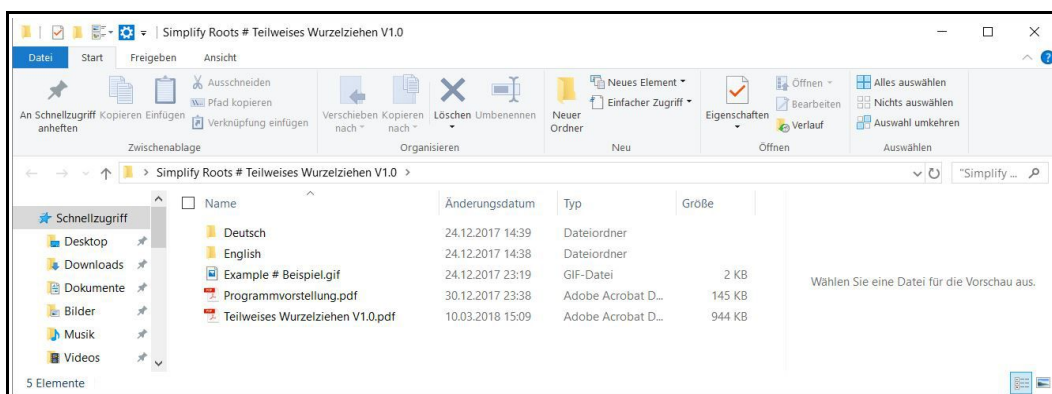 Simplify Roots # Teilweises Wurzelziehen V1.0
Datei Start Freigeben Ansicht
An Schnellzugriff anheften
Kopieren
Einfügen
Ausschneiden
Pfad kopieren
Verknüpfung einfügen
Zwischenablage
Verschieben nach
Kopieren nach
Löschen
Umbenennen
Organisieren
Neuer Ordner
Neues Element
Einfacher Zugriff
Neu
Eigenschaften
Öffnen
Bearbeiten
Verlauf
Öffnen
Alles auswählen
Nichts auswählen
Auswahl umkehren
Auswählen
Simplify Roots # Teilweises Wurzelziehen V1.0
"Simplify ...
Schnellzugriff
Desktop
Downloads
Dokumente
Bilder
Musik
Videos
Name Änderungsdatum Typ Größe
Deutsch 24.12.2017 14:39 Dateiordner
English 24.12.2017 14:38 Dateiordner
Example # Beispiel.gif 24.12.2017 23:19 GIF-Datei 2 KB
Programmvorstellung.pdf 30.12.2017 23:38 Adobe Acrobat D... 145 KB
Teilweises Wurzelziehen V1.0.pdf 10.03.2018 15:09 Adobe Acrobat D... 944 KB
Wählen Sie eine Datei für die Vorschau aus.
5 Elemente